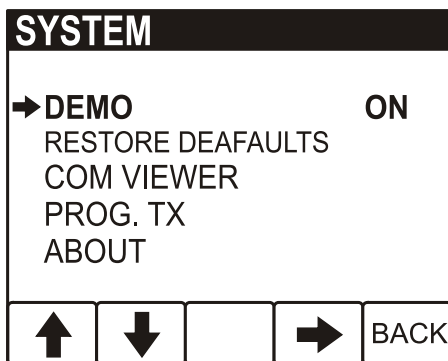 SYSTEM
DEMO ON
RESTORE DEAFAULTS
COM VIEWER
PROG. TX
ABOUT
BACK